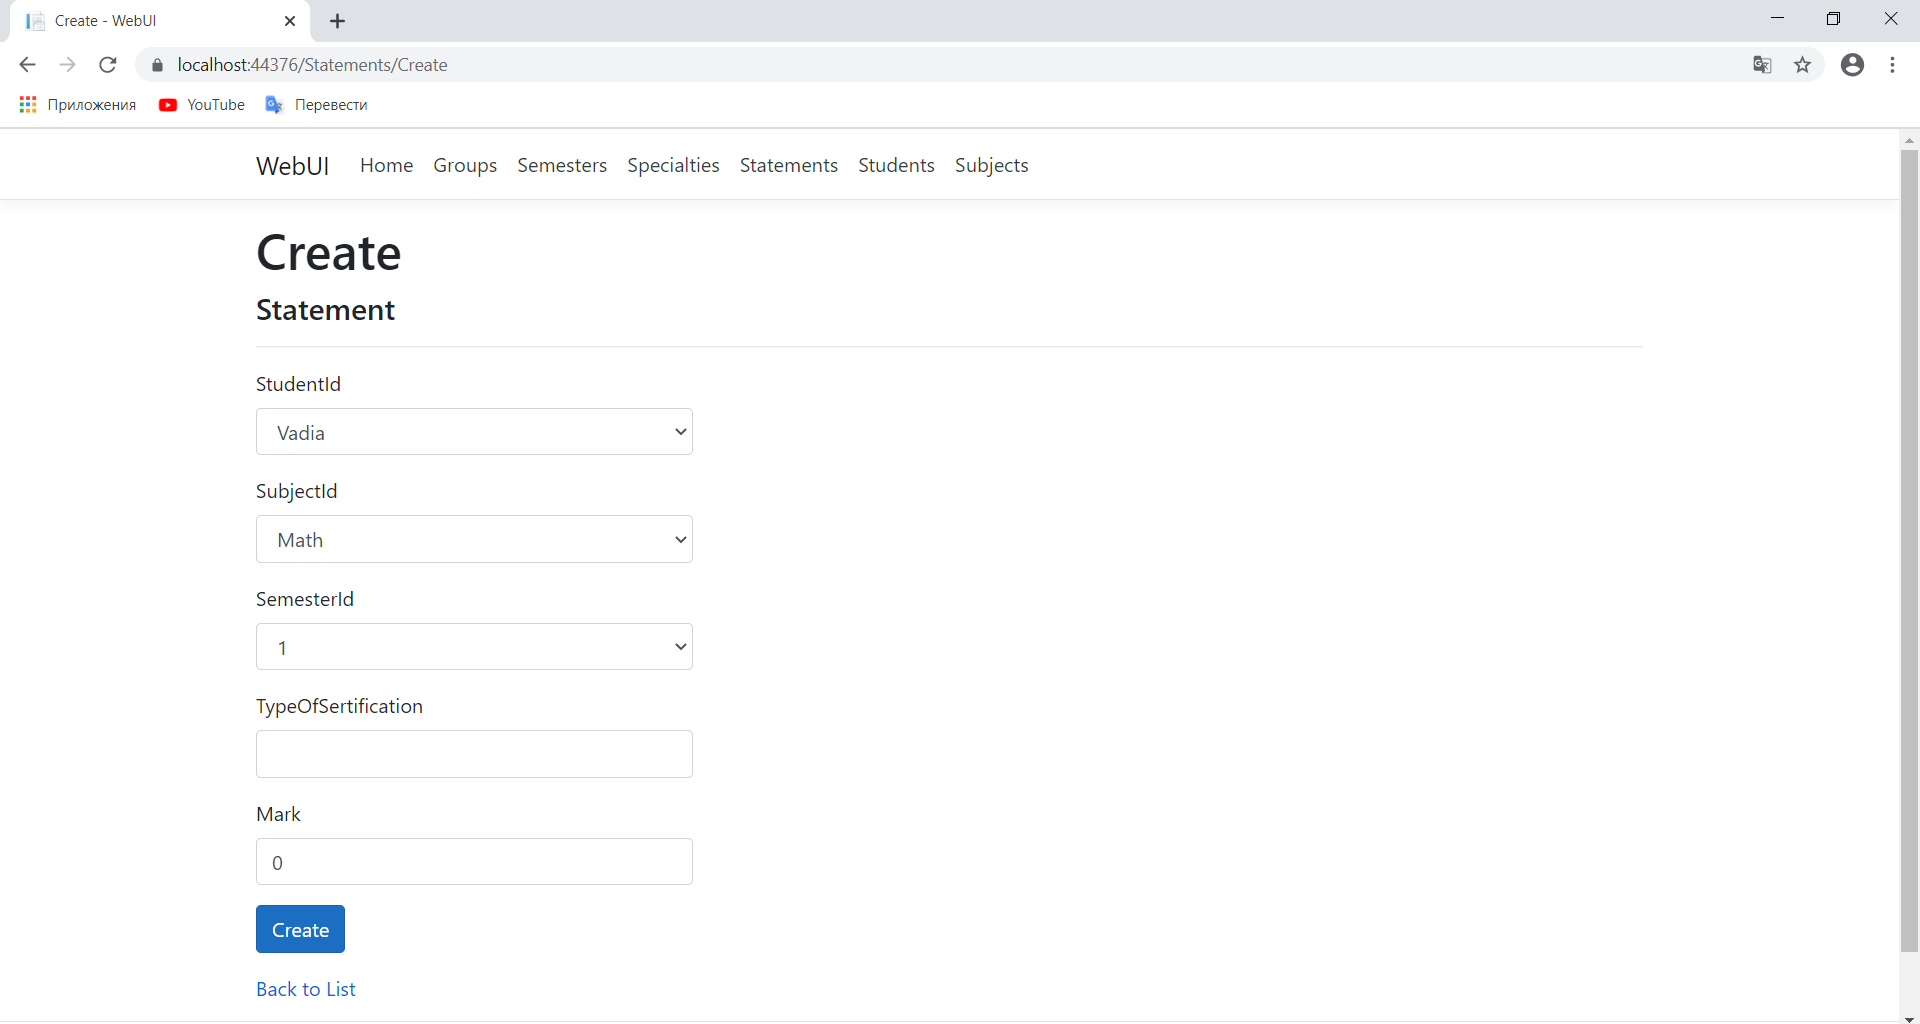 Create - WebUI
localhost:44376/Statements/Create
Приложения YouTube Перевести
WebUI Home Groups Semesters Specialties Statements Students Subjects
Create
Statement
StudentId
Vadia
SubjectId
Math
SemesterId
1
TypeOfSertification
Mark
0
Create
Back to List